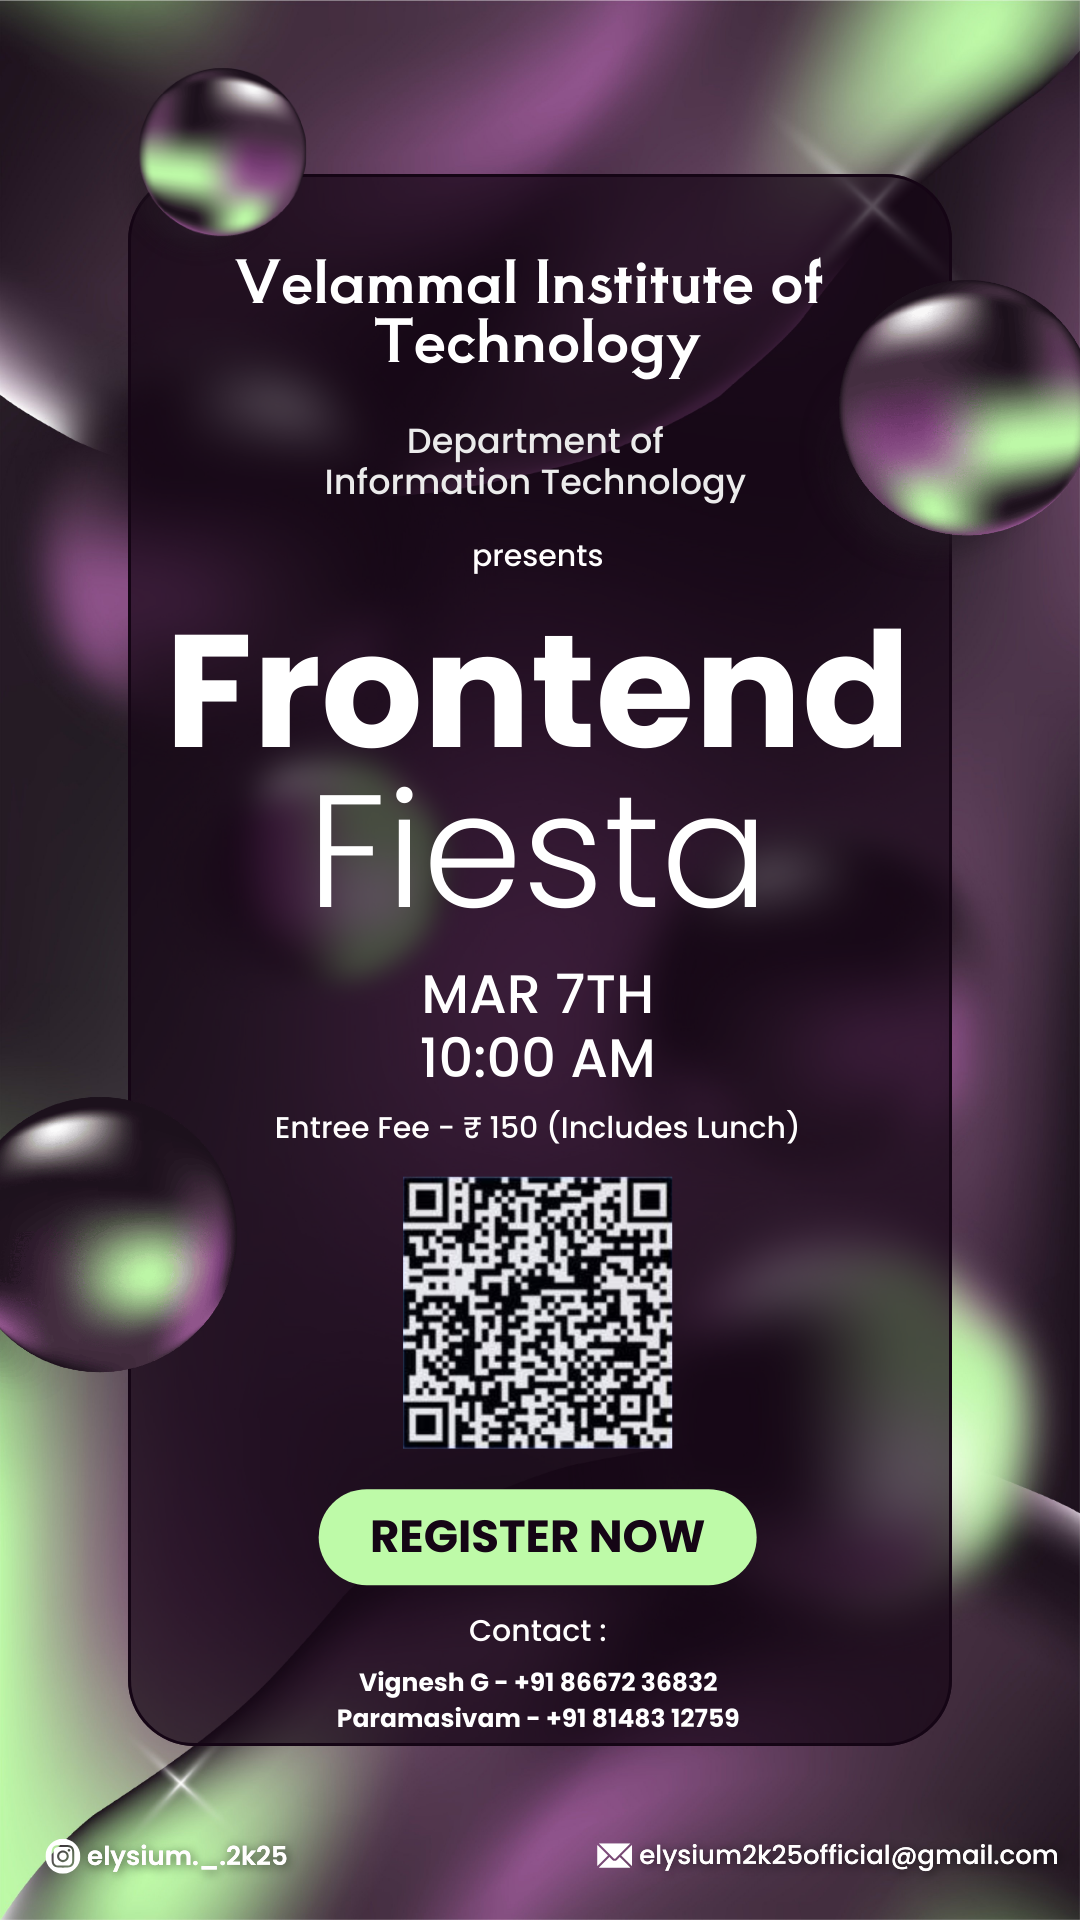 Velammal Institute of
Technology
Department of
Information Technology
presents
Frontend
Fiesta
MAR 7TH
10:00 AM
Entree Fee - ₹ 150 (Includes Lunch)
REGISTER NOW
Contact :
Vignesh G - +91 86672 36832
Paramasivam - +91 81483 12759
elysium._.2k25
elysium2k25official@gmail.com